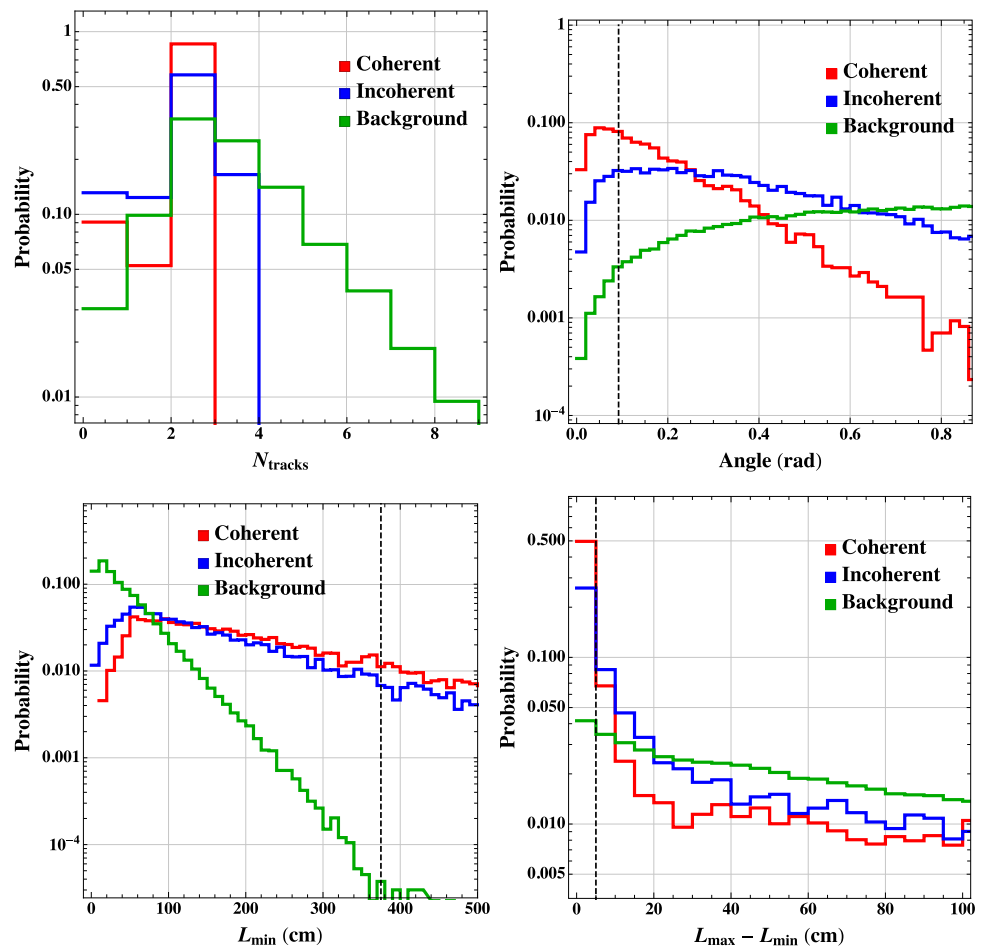 1
0.50
0.10
0.05
0.01
0 2 4 6 8
Probability
N_tracks
Coherent
Incoherent
Background
1
0.100
0.010
0.001
10⁻⁴
0.0 0.2 0.4 0.6 0.8
Probability
Angle (rad)
Coherent
Incoherent
Background
0.100
0.010
0.001
10⁻⁴
0 100 200 300 400 500
Probability
L_min (cm)
Coherent
Incoherent
Background
0.500
0.100
0.050
0.010
0.005
0 20 40 60 80 100
Probability
L_max − L_min (cm)
Coherent
Incoherent
Background